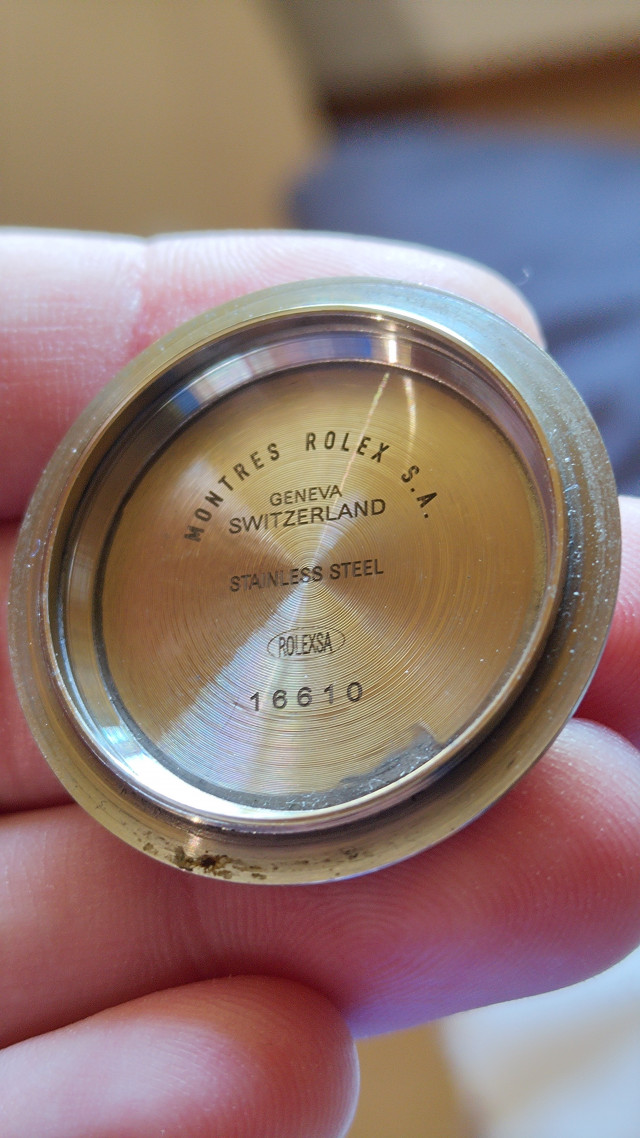 MONTRES ROLEX S.A.
GENEVA
SWITZERLAND
STAINLESS STEEL
ROLEXSA
16610